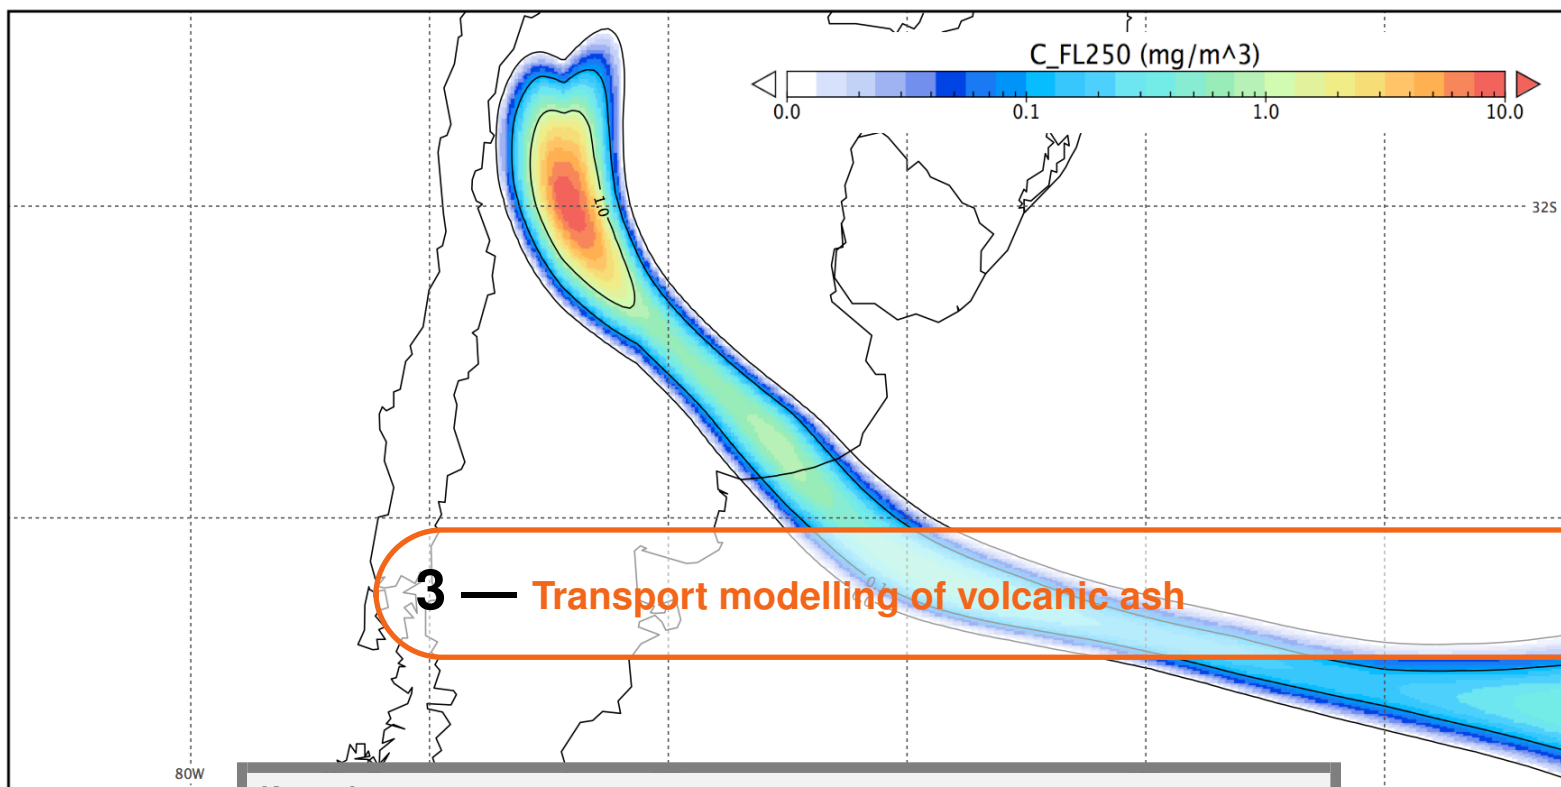 C_FL250 (mg/m^3)
0.0 0.1 1.0 10.0
1.0
32S
3 — Transport modelling of volcanic ash
80W